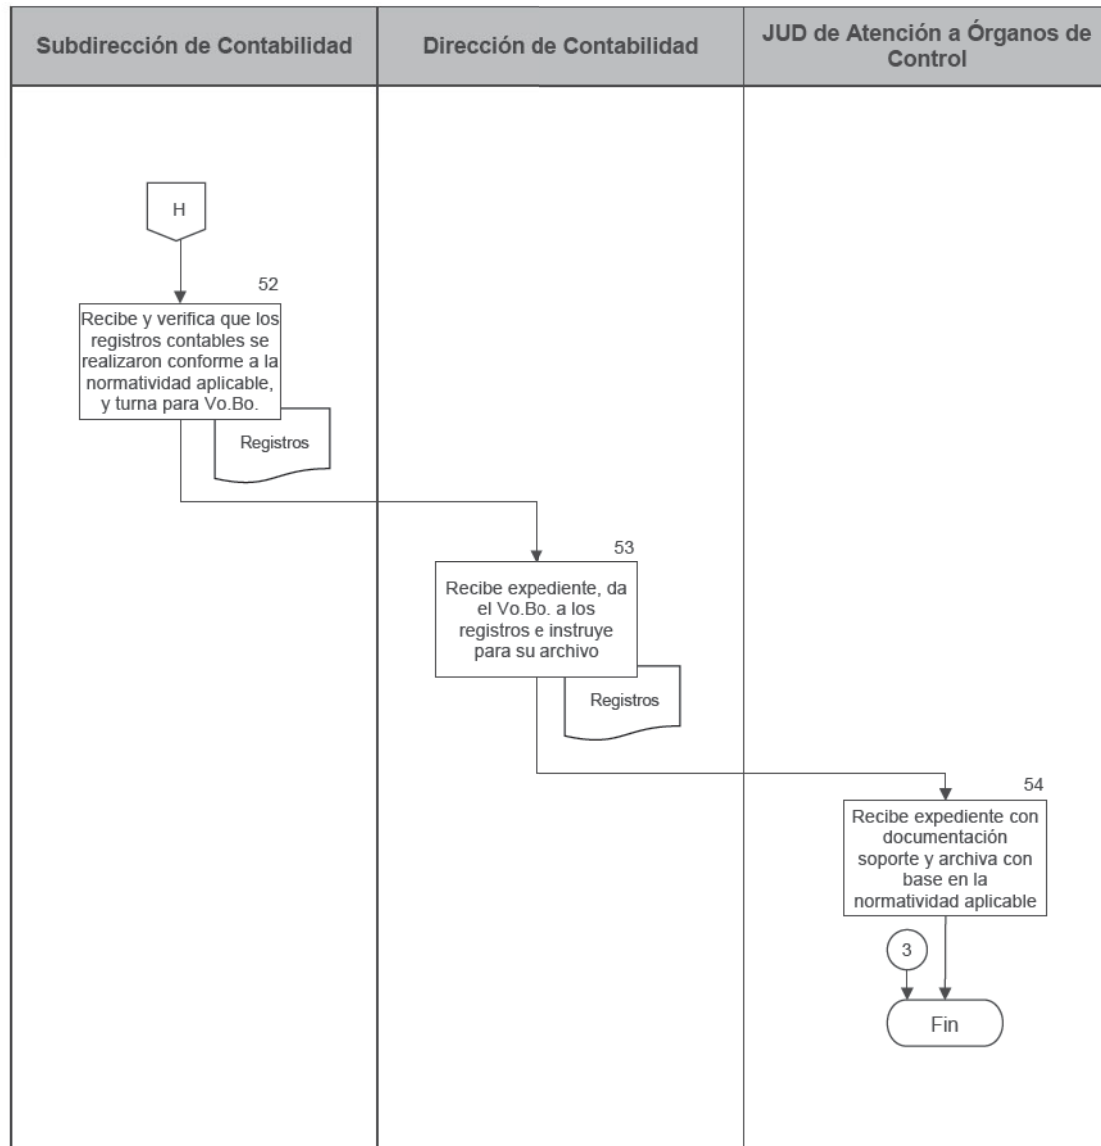 Subdirección de Contabilidad
Dirección de Contabilidad
JUD de Atención a Órganos de
Control
H
52
Recibe y verifica que los
registros contables se
realizaron conforme a la
normatividad aplicable,
y turna para Vo.Bo.
Registros
53
Recibe expediente, da
el Vo.Bo. a los
registros e instruye
para su archivo
Registros
54
Recibe expediente con
documentación
soporte y archiva con
base en la
normatividad aplicable
3
Fin